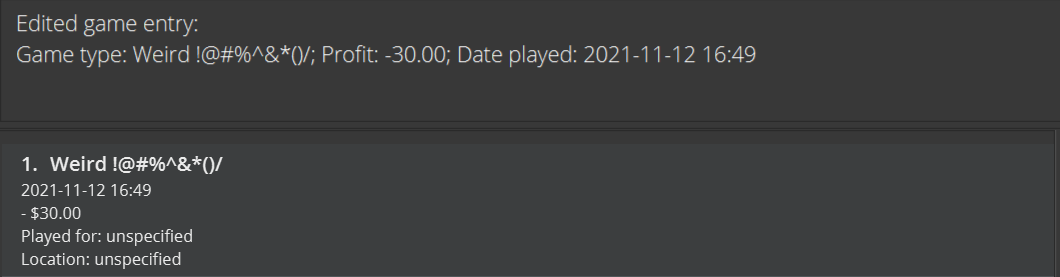 Edited game entry:
Game type: Weird !@#%^&*()/; Profit: -30.00; Date played: 2021-11-12 16:49
1. Weird !@#%^&*()/
2021-11-12 16:49
- $30.00
Played for: unspecified
Location: unspecified